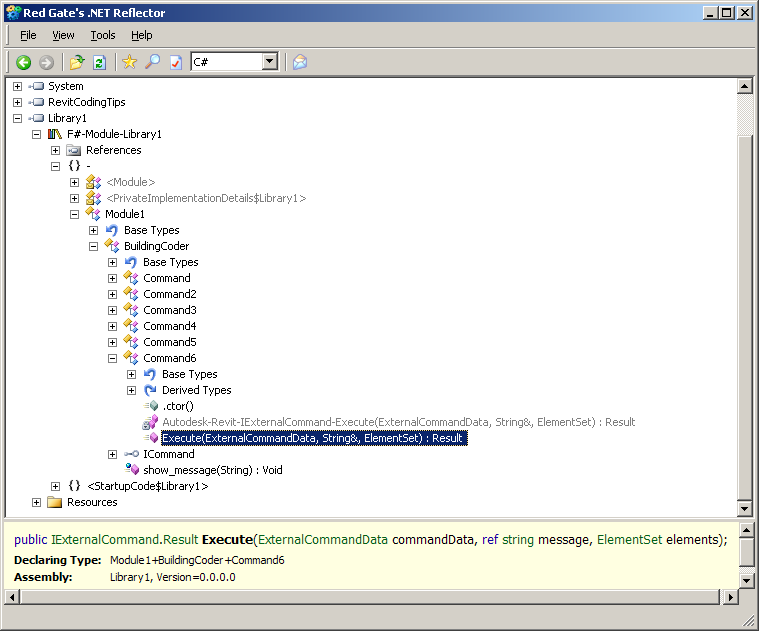 Red Gate's .NET Reflector
File View Tools Help
C#
System
RevitCodingTips
Library1
F#-Module-Library1
References
{} -
<Module>
<PrivateImplementationDetails$Library1>
Module1
Base Types
BuildingCoder
Base Types
Command
Command2
Command3
Command4
Command5
Command6
Base Types
Derived Types
.ctor()
Autodesk-Revit-IExternalCommand-Execute(ExternalCommandData, String&, ElementSet) : Result
Execute(ExternalCommandData, String&, ElementSet) : Result
ICommand
show_message(String) : Void
{} <StartupCode$Library1>
Resources
public IExternalCommand.Result Execute(ExternalCommandData commandData, ref string message, ElementSet elements);
Declaring Type: Module1+BuildingCoder+Command6
Assembly: Library1, Version=0.0.0.0